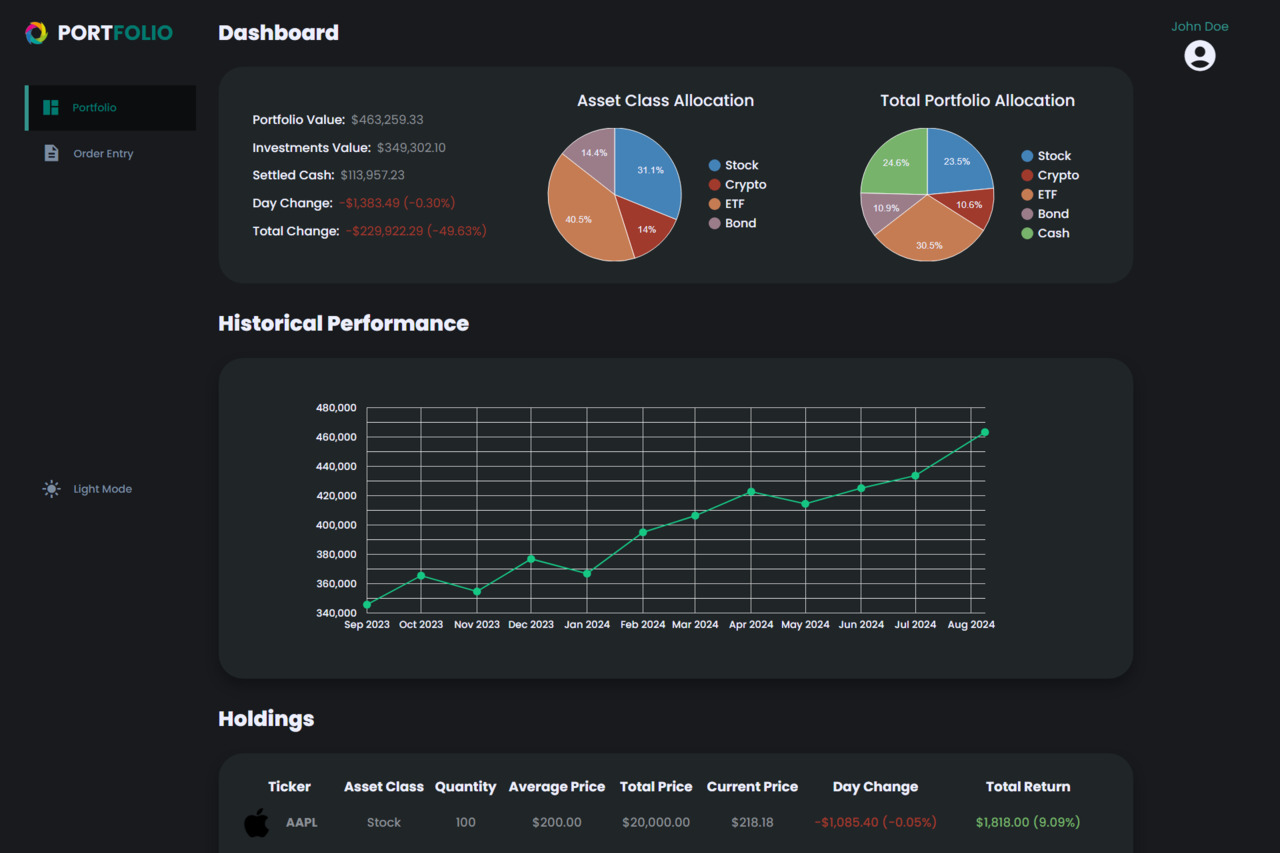 PORTFOLIO
Dashboard
John Doe
Portfolio
Order Entry
Light Mode
Portfolio Value: $463,259.33
Investments Value: $349,302.10
Settled Cash: $113,957.23
Day Change: -$1,383.49 (-0.30%)
Total Change: -$229,922.29 (-49.63%)
Asset Class Allocation
14.4%
31.1%
40.5%
14%
Stock
Crypto
ETF
Bond
Total Portfolio Allocation
24.6%
23.5%
10.9%
10.6%
30.5%
Stock
Crypto
ETF
Bond
Cash
Historical Performance
480,000
460,000
440,000
420,000
400,000
380,000
360,000
340,000
Sep 2023 Oct 2023 Nov 2023 Dec 2023 Jan 2024 Feb 2024 Mar 2024 Apr 2024 May 2024 Jun 2024 Jul 2024 Aug 2024
Holdings
Ticker Asset Class Quantity Average Price Total Price Current Price Day Change Total Return
AAPL Stock 100 $200.00 $20,000.00 $218.18 -$1,085.40 (-0.05%) $1,818.00 (9.09%)